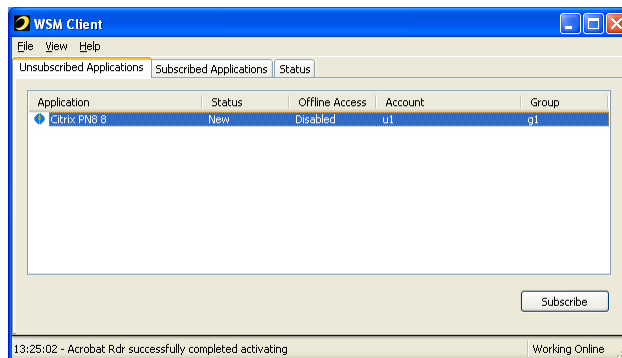 WSM Client
File View Help
Unsubscribed Applications Subscribed Applications Status
Application Status Offline Access Account Group
Citrix PN8 8 New Disabled u1 g1
Subscribe
13:25:02 - Acrobat Rdr successfully completed activating Working Online